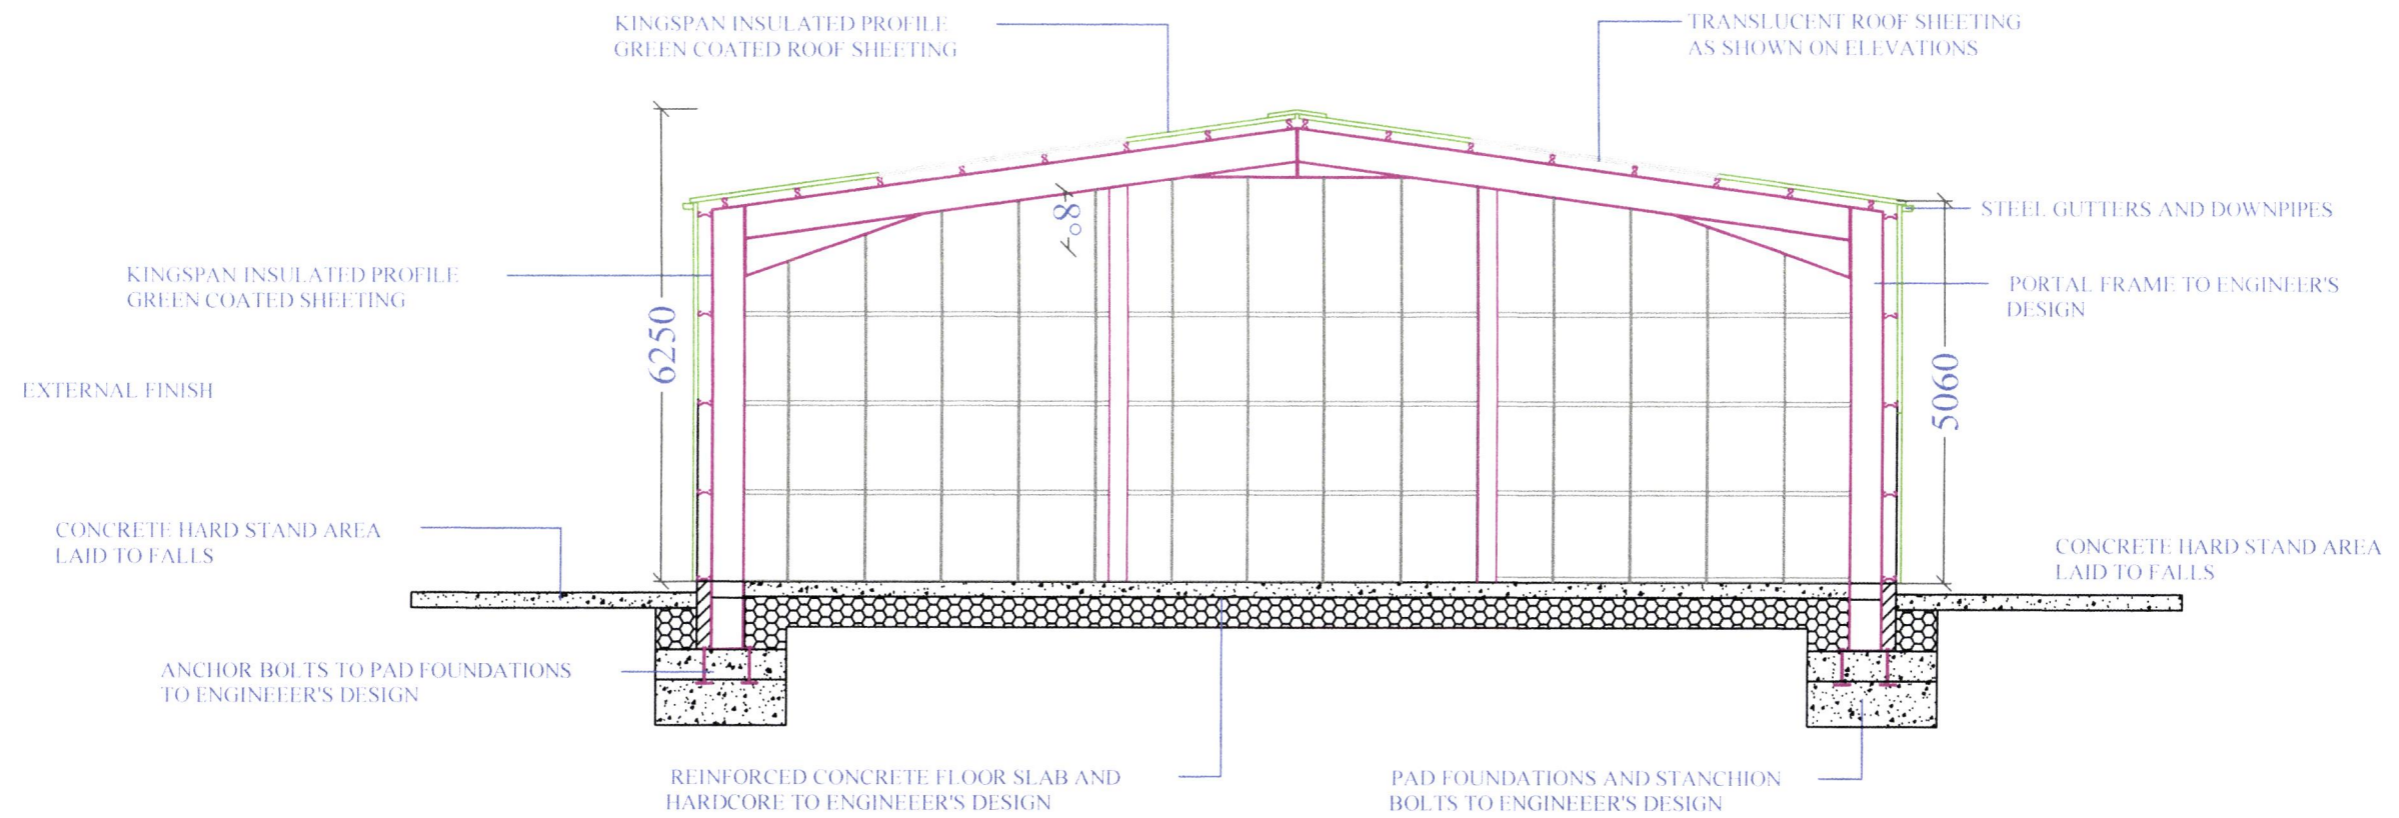 KINGSPAN INSULATED PROFILE
GREEN COATED ROOF SHEETING
TRANSLUCENT ROOF SHEETING
AS SHOWN ON ELEVATIONS
8°
STEEL GUTTERS AND DOWNPIPES
KINGSPAN INSULATED PROFILE
GREEN COATED SHEETING
PORTAL FRAME TO ENGINEER'S
DESIGN
6250
5060
EXTERNAL FINISH
CONCRETE HARD STAND AREA
LAID TO FALLS
CONCRETE HARD STAND AREA
LAID TO FALLS
ANCHOR BOLTS TO PAD FOUNDATIONS
TO ENGINEEER'S DESIGN
REINFORCED CONCRETE FLOOR SLAB AND
HARDCORE TO ENGINEEER'S DESIGN
PAD FOUNDATIONS AND STANCHION
BOLTS TO ENGINEEER'S DESIGN